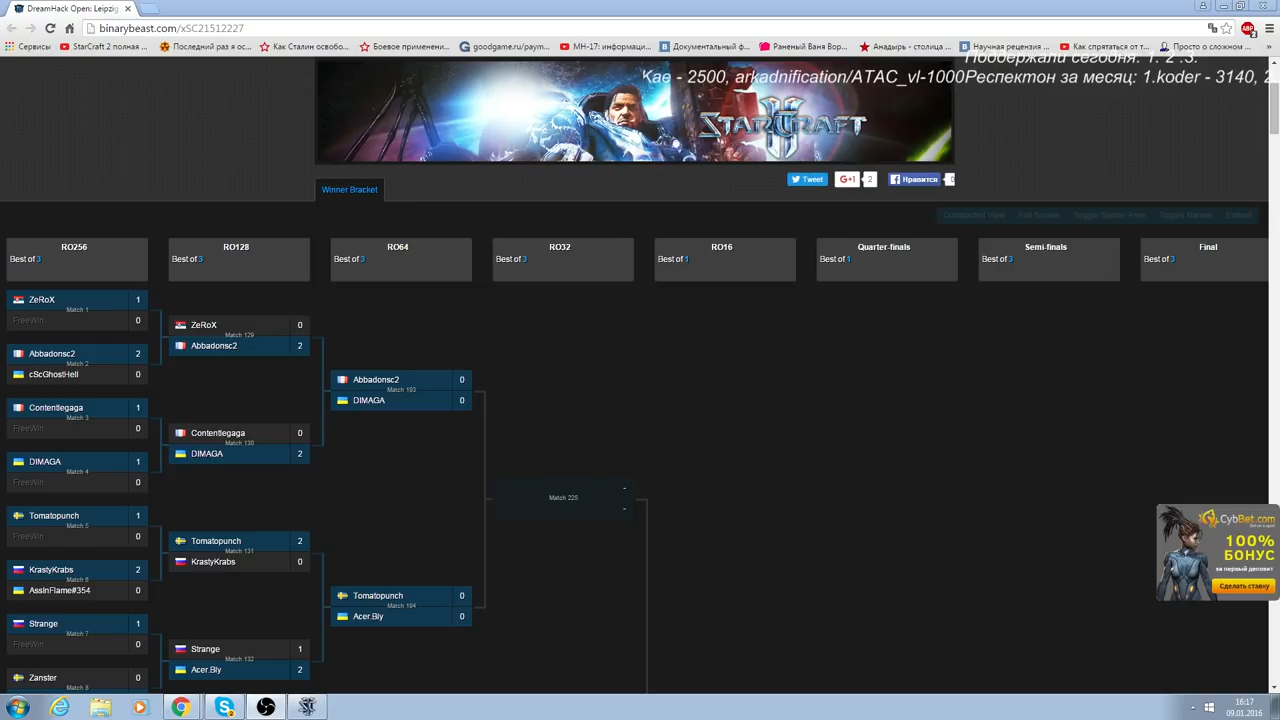 DreamHack Open: Leipzig
binarybeast.com/xSC21512227
Сервисы
StarCraft 2 полная ...
Последний раз я ос...
Как Сталин освобо...
Боевое применени...
goodgame.ru/paym...
МН-17: информаци...
Документальный ф...
Раненый Ваня Вор...
Анадырь - столица ...
Научная рецензия ...
Как спрятаться от т...
Просто о сложном ...
»
Поддержали сегодня: 1. 2 .3.
Kae - 2500, arkadnification/ATAC_vl-1000Респектон за месяц: 1.koder - 3140, 2
STARCRAFT
II
Winner Bracket
Tweet
G+1
2
Нравится
0
Compacted View
Full Screen
Toggle Names
Embed
RO256
Best of 3
RO128
Best of 3
RO64
Best of 3
RO32
Best of 3
RO16
Best of 1
Quarter-finals
Best of 1
Semi-finals
Best of 3
Final
Best of 3
ZeRoX 1
Match 1
FreeWin 0
Abbadonsc2 2
Match 2
cScGhostHell 0
Contentlegaga 1
Match 3
FreeWin 0
DIMAGA 1
Match 4
FreeWin 0
Tomatopunch 1
Match 5
FreeWin 0
KrastyKrabs 2
Match 6
AssInFlame#354 0
Strange 1
Match 7
FreeWin 0
Zanster 0
Match 8
ZeRoX 0
Match 129
Abbadonsc2 2
Contentlegaga 0
Match 130
DIMAGA 2
Tomatopunch 2
Match 131
KrastyKrabs 0
Strange 1
Match 132
Acer.Bly 2
Abbadonsc2 0
Match 193
DIMAGA 0
Tomatopunch 0
Match 194
Acer.Bly 0
-
Match 225
-
CybBet.com
100%
БОНУС
за первый депозит
Сделать ставку
16:17
09.01.2016